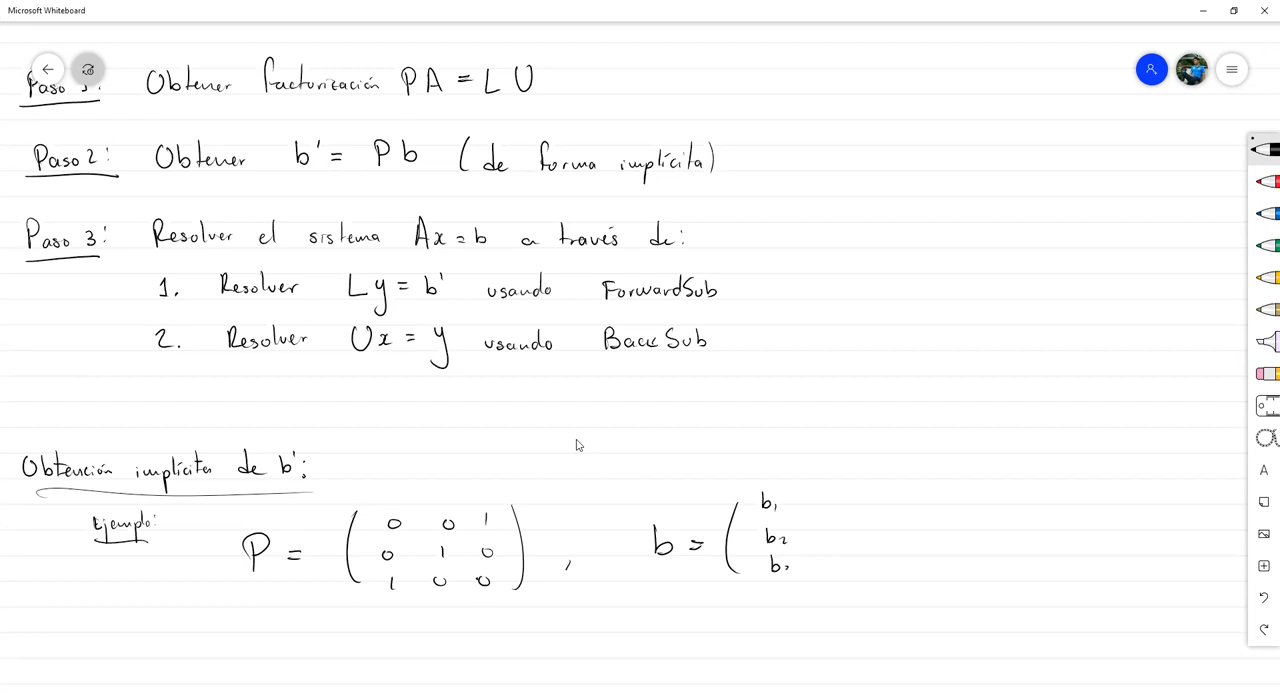 Microsoft Whiteboard
Paso 1: Obtener factorización PA = LU
Paso 2: Obtener b' = Pb (de forma implícita)
Paso 3: Resolver el sistema Ax = b a través de:
1. Resolver Ly = b' usando ForwardSub
2. Resolver Ux = y usando BackSub
Obtención implícita de b':
Ejemplo:
P = ( 0 0 1
0 1 0
1 0 0 ) , b = ( b₁
b₂
b
A